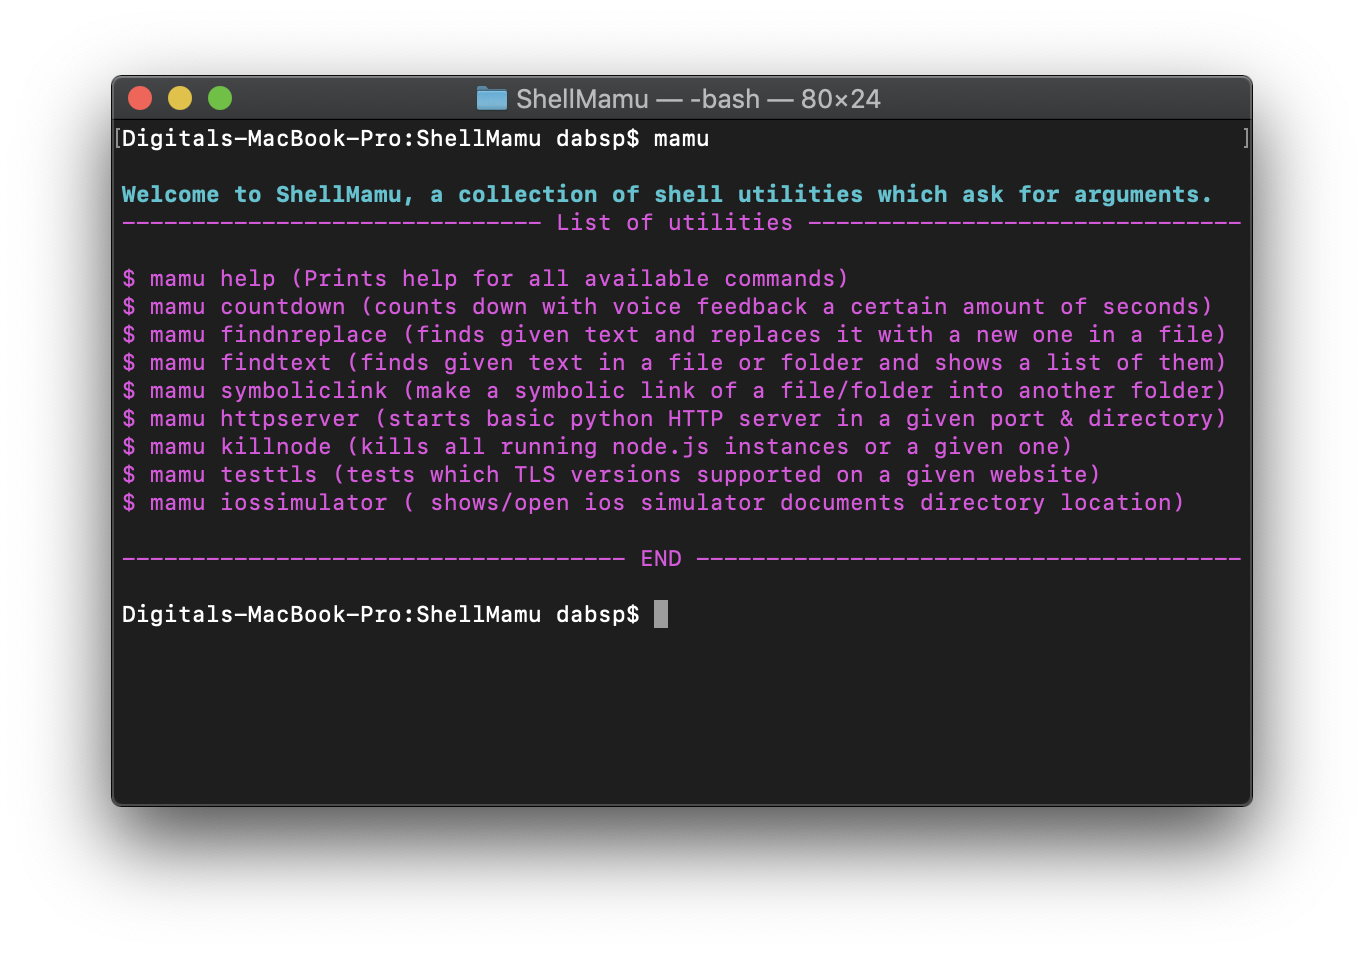 ShellMamu — -bash — 80×24
[Digitals-MacBook-Pro:ShellMamu dabsp$ mamu ]
Welcome to ShellMamu, a collection of shell utilities which ask for arguments.
------------------------------ List of utilities -------------------------------
$ mamu help (Prints help for all available commands)
$ mamu countdown (counts down with voice feedback a certain amount of seconds)
$ mamu findnreplace (finds given text and replaces it with a new one in a file)
$ mamu findtext (finds given text in a file or folder and shows a list of them)
$ mamu symboliclink (make a symbolic link of a file/folder into another folder)
$ mamu httpserver (starts basic python HTTP server in a given port & directory)
$ mamu killnode (kills all running node.js instances or a given one)
$ mamu testtls (tests which TLS versions supported on a given website)
$ mamu iossimulator ( shows/open ios simulator documents directory location)
------------------------------------ END ---------------------------------------
Digitals-MacBook-Pro:ShellMamu dabsp$